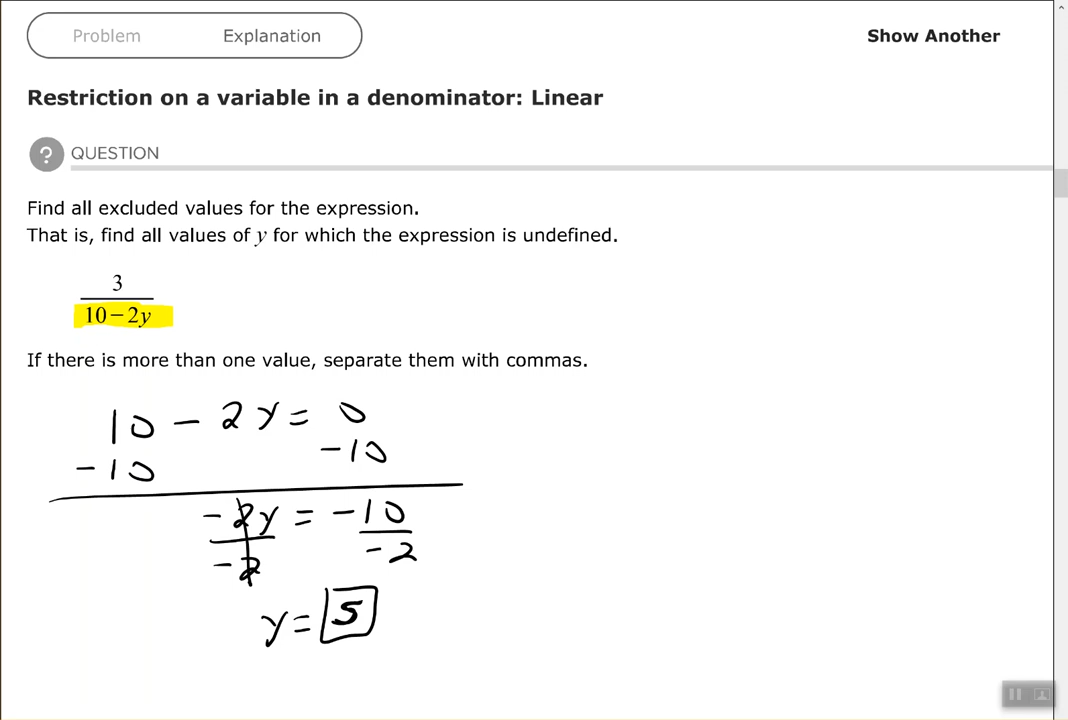 Problem Explanation Show Another
Restriction on a variable in a denominator: Linear
? QUESTION
Find all excluded values for the expression.
That is, find all values of y for which the expression is undefined.
3
10−2y
If there is more than one value, separate them with commas.
10 − 2y = 0
−10 −10
−2y = −10
−2 −2
y = 5